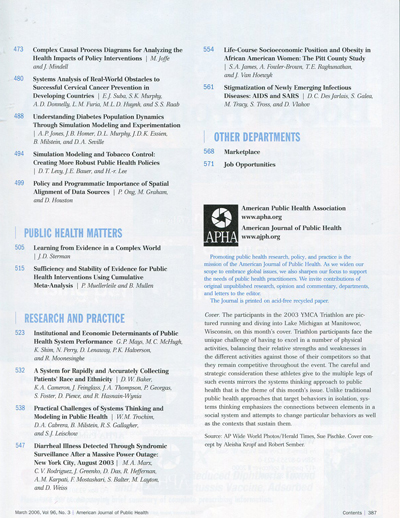 473 Complex Causal Process Diagrams for Analyzing the
Health Impacts of Policy Interventions | M. Joffe
and J. Mindell
480 Systems Analysis of Real-World Obstacles to
Successful Cervical Cancer Prevention in
Developing Countries | E.J. Suba, S.K. Murphy,
A.D. Donnelly, L.M. Furia, M.L.D. Huynh, and S.S. Raab
488 Understanding Diabetes Population Dynamics
Through Simulation Modeling and Experimentation
| A.P. Jones, J.B. Homer, D.L. Murphy, J.D.K. Essien,
B. Milstein, and D.A. Seville
494 Simulation Modeling and Tobacco Control:
Creating More Robust Public Health Policies
| D.T. Levy, J.E. Bauer, and H.-r. Lee
499 Policy and Programmatic Importance of Spatial
Alignment of Data Sources | P. Ong, M. Graham,
and D. Houston
PUBLIC HEALTH MATTERS
505 Learning from Evidence in a Complex World
| J.D. Sterman
515 Sufficiency and Stability of Evidence for Public
Health Interventions Using Cumulative
Meta-Analysis | P. Muellerleile and B. Mullen
RESEARCH AND PRACTICE
523 Institutional and Economic Determinants of Public
Health System Performance G.P. Mays, M.C. McHugh,
K. Shim, N. Perry, D. Lenaway, P.K. Halverson,
and R. Moonesinghe
532 A System for Rapidly and Accurately Collecting
Patients' Race and Ethnicity | D.W. Baker,
K.A. Cameron, J. Feinglass, J.A. Thompson, P. Georgas,
S. Foster, D. Pierce, and R. Hasnain-Wynia
538 Practical Challenges of Systems Thinking and
Modeling in Public Health | W.M. Trochim,
D.A. Cabrera, B. Milstein, R.S. Gallagher,
and S.J. Leischow
547 Diarrheal Illness Detected Through Syndromic
Surveillance After a Massive Power Outage:
New York City, August 2003 | M.A. Marx,
C.V. Rodriguez, J. Greenko, D. Das, R. Heffernan,
A.M. Karpati, F. Mostashari, S. Balter, M. Layton,
and D. Weiss
554 Life-Course Socioeconomic Position and Obesity in
African American Women: The Pitt County Study
| S.A. James, A. Fowler-Brown, T.E. Raghunathan,
and J. Van Hoewyk
561 Stigmatization of Newly Emerging Infectious
Diseases: AIDS and SARS | D.C. Des Jarlais, S. Galea,
M. Tracy, S. Tross, and D. Vlahov
OTHER DEPARTMENTS
568 Marketplace
571 Job Opportunities
APHA
American Public Health Association
www.apha.org
American Journal of Public Health
www.ajph.org
Promoting public health research, policy, and practice is the
mission of the American Journal of Public Health. As we widen our
scope to embrace global issues, we also sharpen our focus to support
the needs of public health practitioners. We invite contributions of
original unpublished research, opinion and commentary, departments,
and letters to the editor.
The Journal is printed on acid-free recycled paper.
Cover: The participants in the 2003 YMCA Triathlon are pic-
tured running and diving into Lake Michigan at Manitowoc,
Wisconsin, on this month's cover. Triathlon participants face the
unique challenge of having to excel in a number of physical
activities, balancing their relative strengths and weaknesses in
the different activities against those of their competitors so that
they remain competitive throughout the event. The careful and
strategic consideration these athletes give to the multiple legs of
such events mirrors the systems thinking approach to public
health that is the theme of this month's issue. Unlike traditional
public health approaches that target behaviors in isolation, sys-
tems thinking emphasizes the connections between elements in a
social system and attempts to change particular behaviors as well
as the contexts that sustain them.
Source: AP Wide World Photos/Herald Times, Sue Pischke. Cover con-
cept by Aleisha Kropf and Robert Sember.
March 2006, Vol 96, No. 3 | American Journal of Public Health
Contents | 387